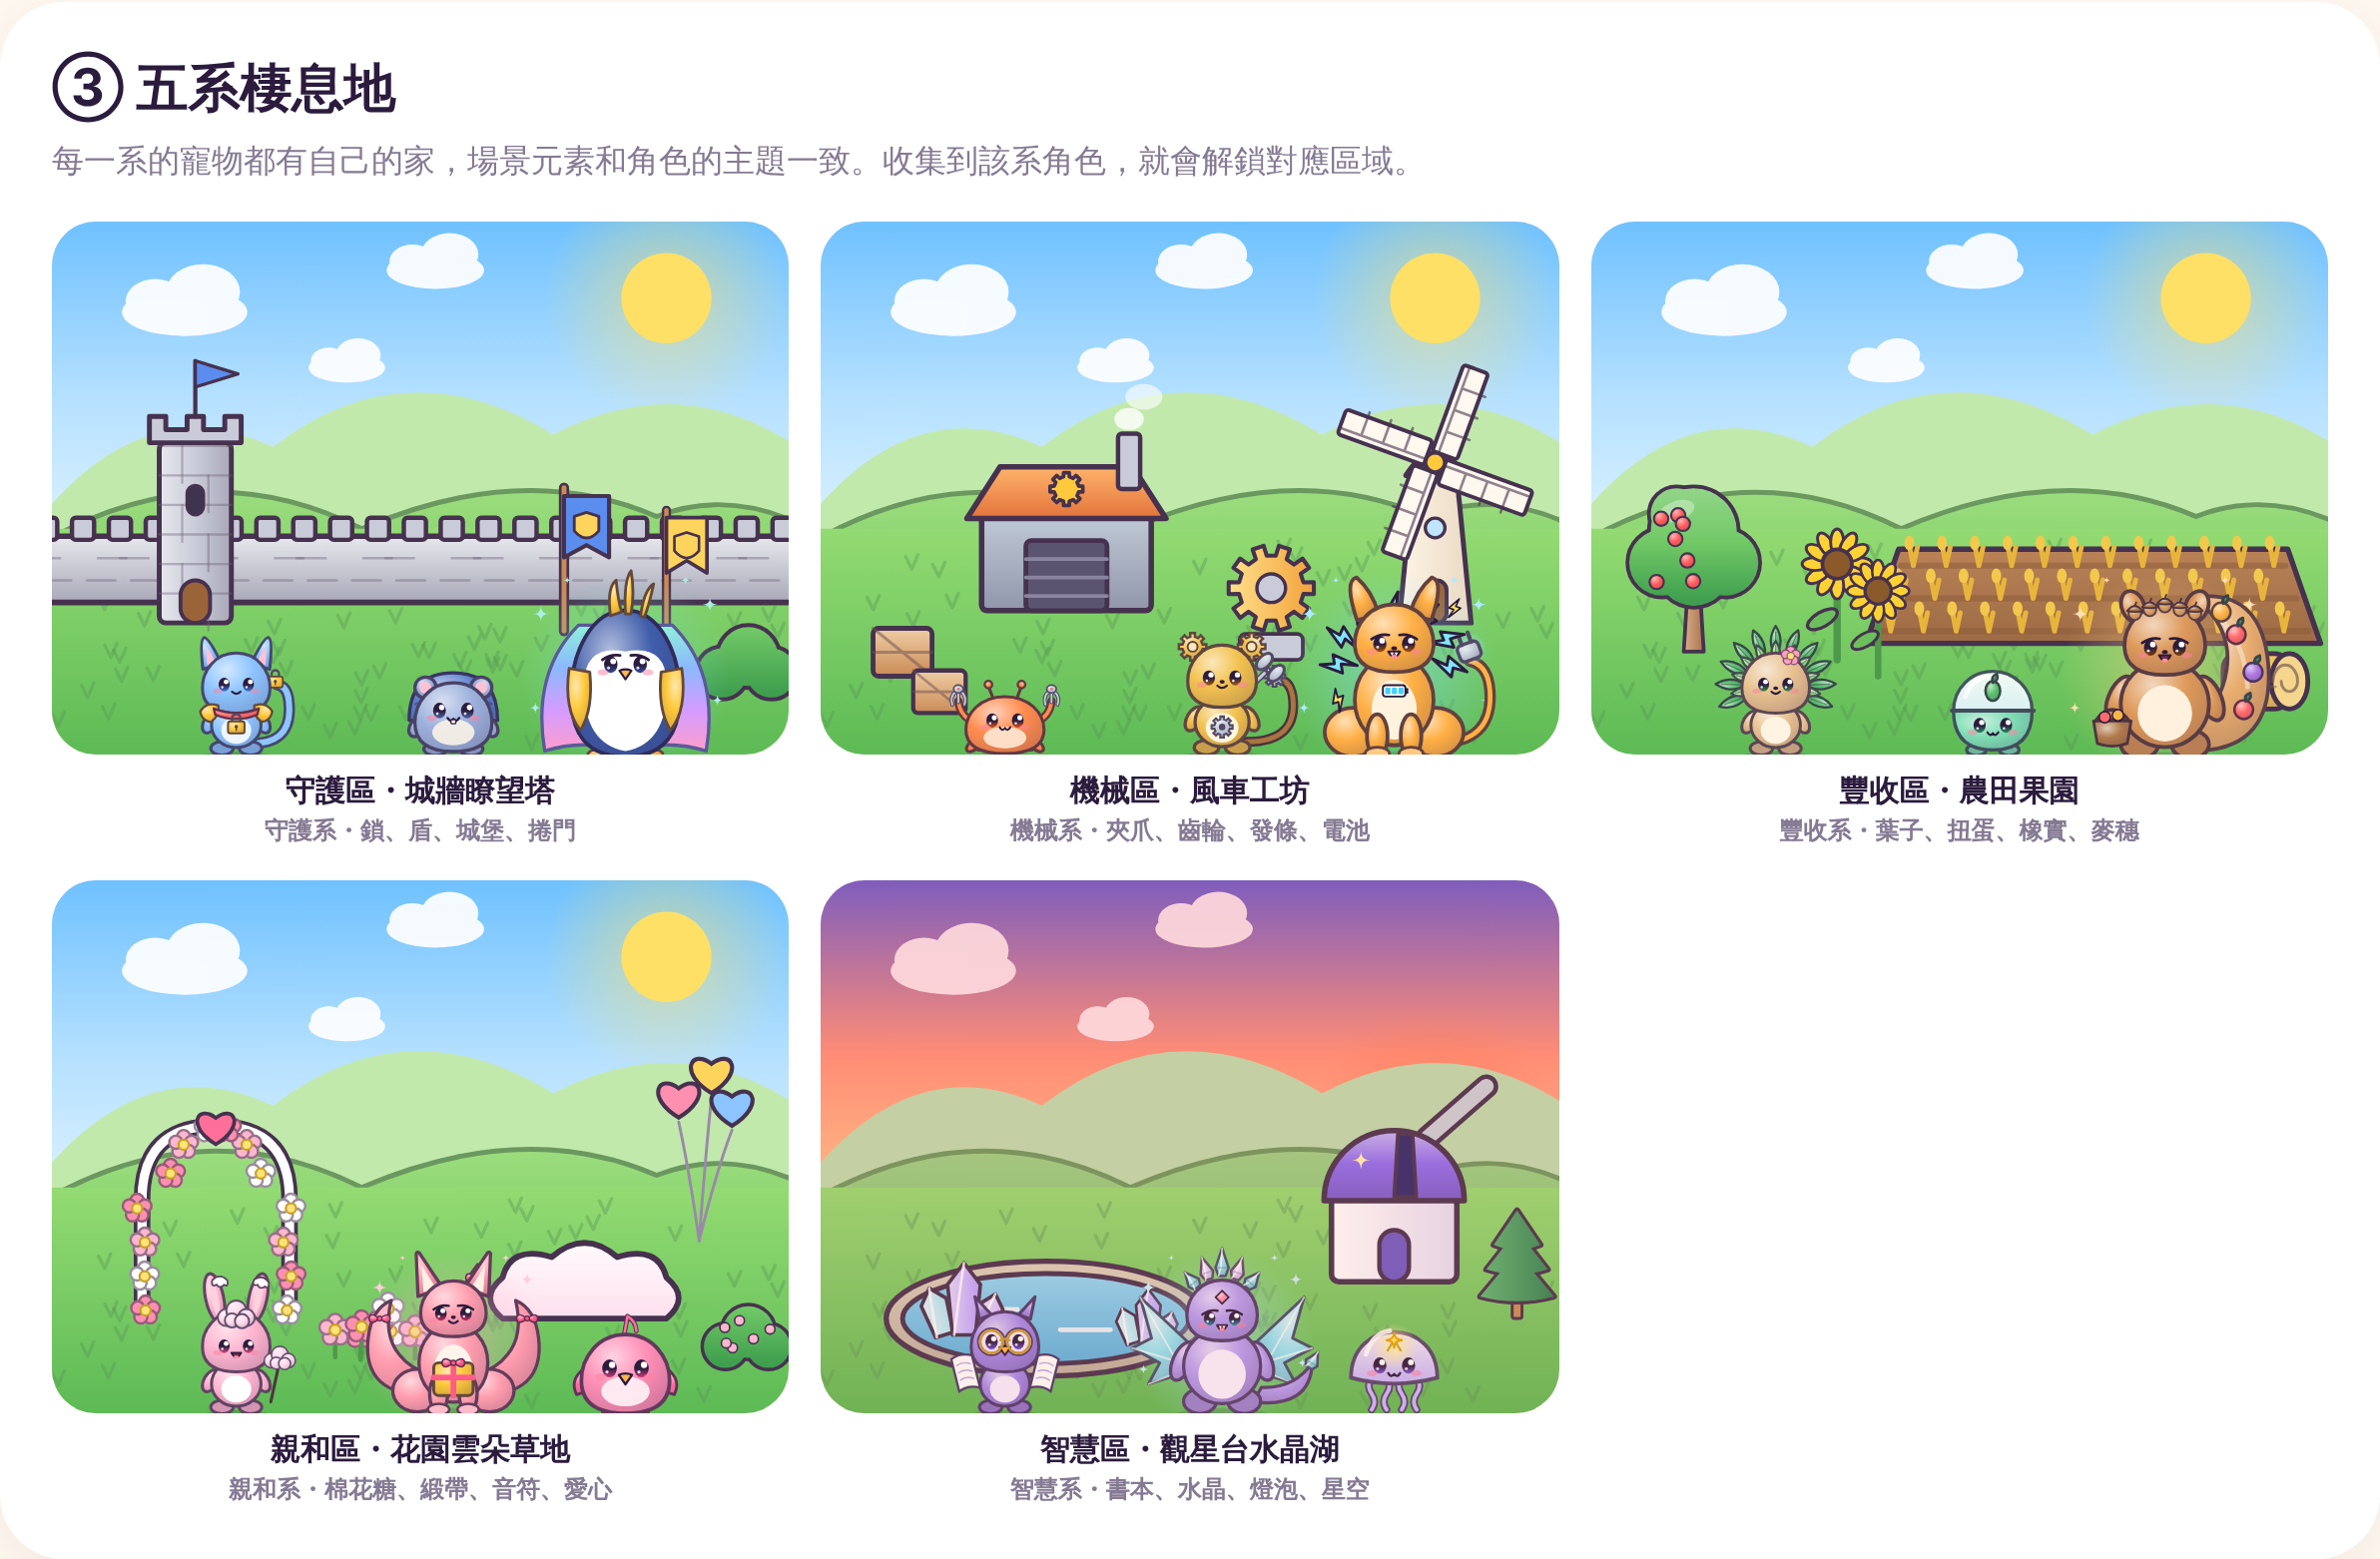 ③ 五系棲息地
每一系的寵物都有自己的家，場景元素和角色的主題一致。收集到該系角色，就會解鎖對應區域。
守護區・城牆瞭望塔
守護系・鎖、盾、城堡、捲門
機械區・風車工坊
機械系・夾爪、齒輪、發條、電池
豐收區・農田果園
豐收系・葉子、扭蛋、橡實、麥穗
親和區・花園雲朵草地
親和系・棉花糖、緞帶、音符、愛心
智慧區・觀星台水晶湖
智慧系・書本、水晶、燈泡、星空